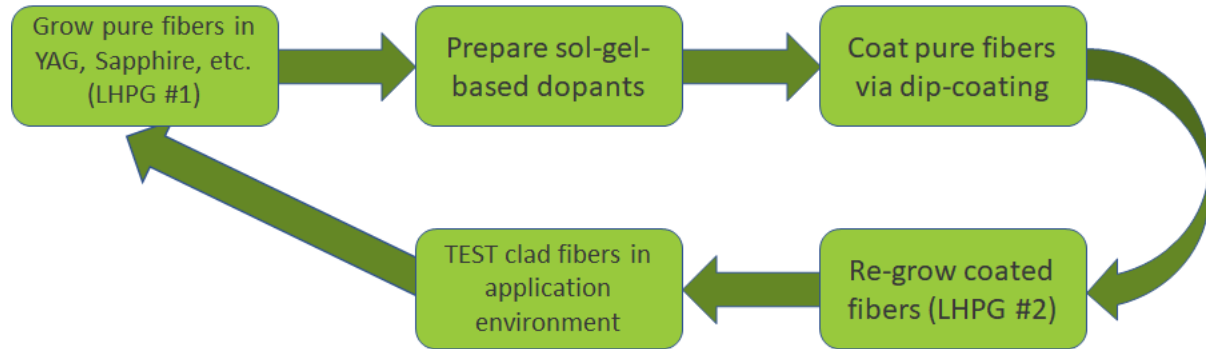 Grow pure fibers in
YAG, Sapphire, etc.
(LHPG #1)
Prepare sol-gel-
based dopants
Coat pure fibers
via dip-coating
Re-grow coated
fibers (LHPG #2)
TEST clad fibers in
application
environment